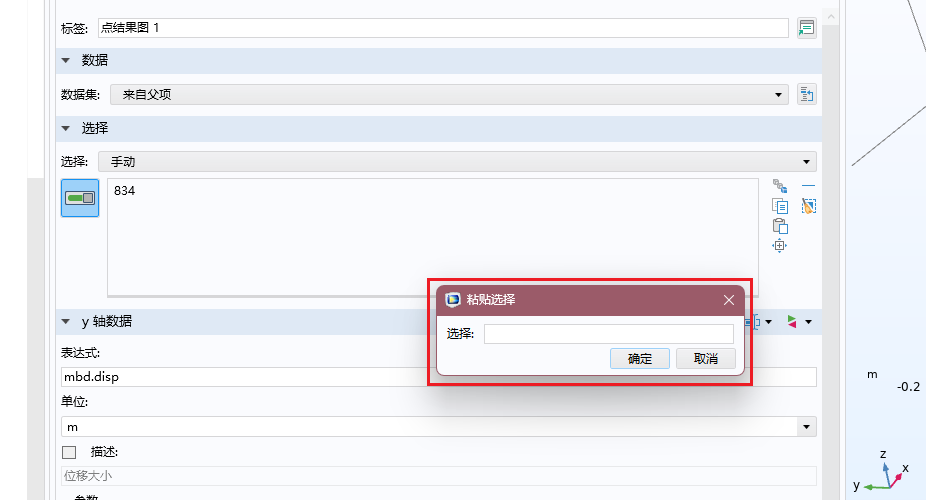 标签: 点结果图 1
数据
数据集: 来自父项
选择
选择: 手动
834
粘贴选择
选择:
确定 取消
y 轴数据
表达式:
mbd.disp
单位:
m
描述:
位移大小
参数
m
-0.2
z
x
y